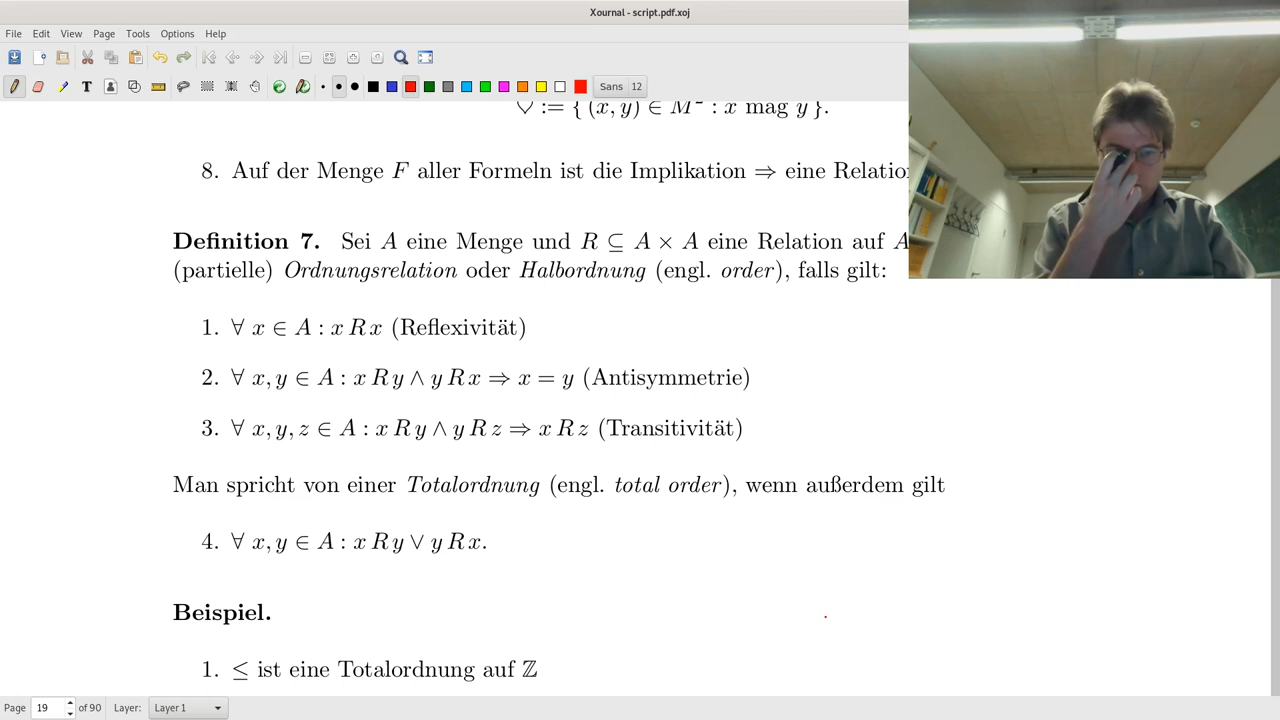 Xournal - script.pdf.xoj
File Edit View Page Tools Options Help
Sans 12
♡ := { (x, y) ∈ M² : x mag y }.
8. Auf der Menge F aller Formeln ist die Implikation ⇒ eine
Definition 7. Sei A eine Menge und R ⊆ A × A eine Relation auf A
(partielle) Ordnungsrelation oder Halbordnung (engl. order), falls gilt:
1. ∀ x ∈ A : x R x (Reflexivität)
2. ∀ x, y ∈ A : x R y ∧ y R x ⇒ x = y (Antisymmetrie)
3. ∀ x, y, z ∈ A : x R y ∧ y R z ⇒ x R z (Transitivität)
Man spricht von einer Totalordnung (engl. total order), wenn außerdem gilt
4. ∀ x, y ∈ A : x R y ∨ y R x.
Beispiel.
1. ≤ ist eine Totalordnung auf ℤ
Page 19 of 90 Layer: Layer 1